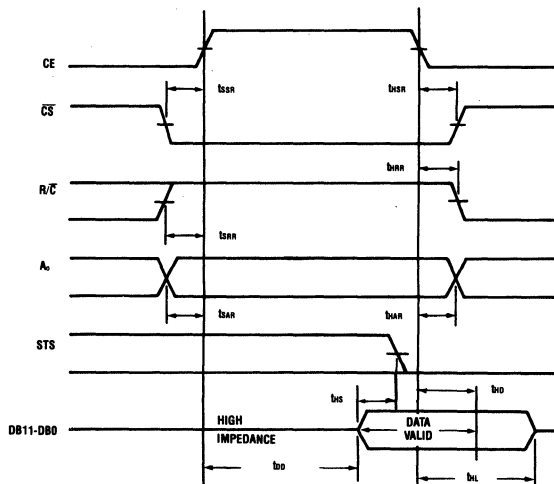 CE
tSSR
tHSR
CS
tHRR
R/C
tSRR
A₀
tSAR
tHAR
STS
tHS
tHD
DB11-DB0
HIGH
IMPEDANCE
DATA
VALID
tDD
tHL